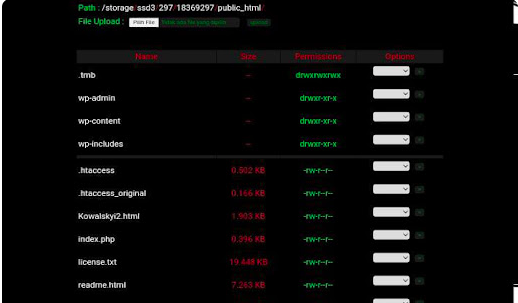 Path : /storage/ssd3/297/18369297/public_html/
File Upload : Pilih File upload
Name Size Permissions Options
.tmb -- drwxrwxrwx
wp-admin -- drwxr-xr-x
wp-content -- drwxr-xr-x
wp-includes -- drwxr-xr-x
.htaccess 0.502 KB -rw-r--r--
.htaccess_original 0.166 KB -rw-r--r--
Kowalskyi2.html 1.903 KB -rw-r--r--
index.php 0.396 KB -rw-r--r--
license.txt 19.448 KB -rw-r--r--
readme.html 7.263 KB -rw-r--r--